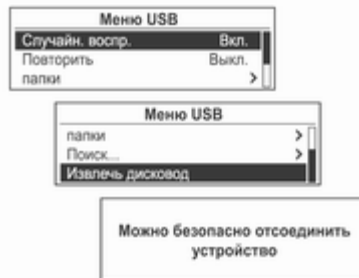 Меню USB
Случайн. воспр. Вкл.
Повторить Выкл.
папки >
Меню USB
папки >
Поиск... >
Извлечь дисковод
Можно безопасно отсоединить
устройство